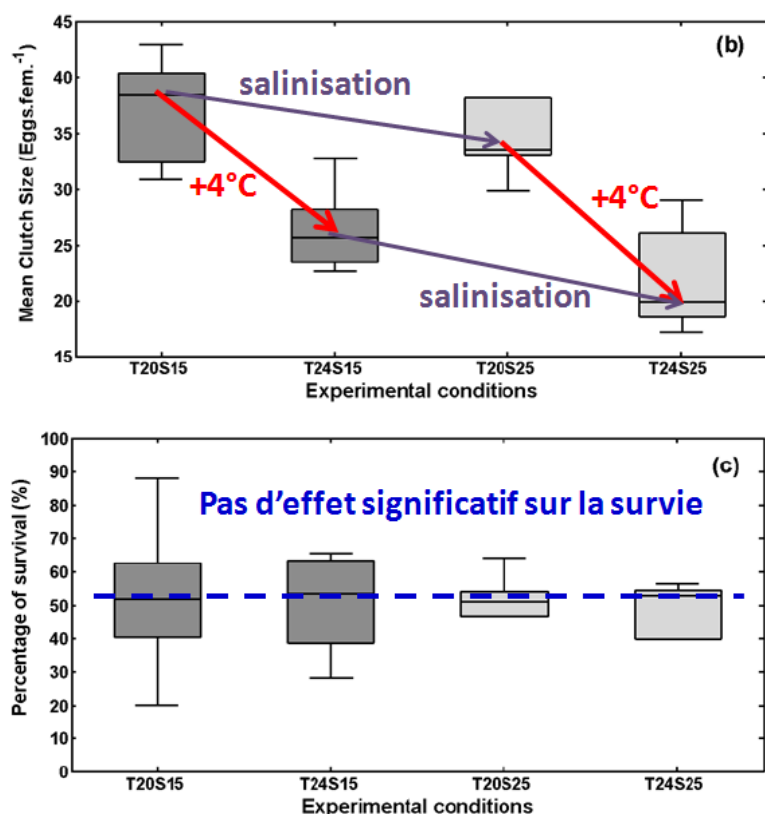 (b)
Mean Clutch Size (Eggs.fem.-1)
45
40
35
30
25
20
15
salinisation
+4°C
+4°C
salinisation
T20S15 T24S15 T20S25 T24S25
Experimental conditions
(c)
Percentage of survival (%)
100
90
80
70
60
50
40
30
20
10
0
Pas d'effet significatif sur la survie
T20S15 T24S15 T20S25 T24S25
Experimental conditions